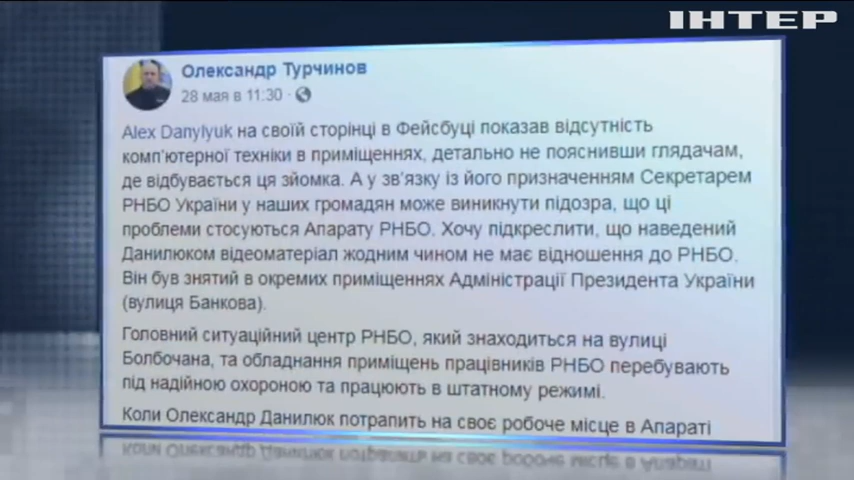 ІНТЕР
Олександр Турчинов
28 мая в 11:30 ·
Alex Danylyuk на своїй сторінці в Фейсбуці показав відсутність
комп'ютерної техніки в приміщеннях, детально не пояснивши глядачам,
де відбувається ця зйомка. А у зв'язку із його призначенням Секретарем
РНБО України у наших громадян може виникнути підозра, що ці
проблеми стосуються Апарату РНБО. Хочу підкреслити, що наведений
Данилюком відеоматеріал жодним чином не має відношення до РНБО.
Він був знятий в окремих приміщеннях Адміністрації Президента України
(вулиця Банкова).
Головний ситуаційний центр РНБО, який знаходиться на вулиці
Болбочана, та обладнання приміщень працівників РНБО перебувають
під надійною охороною та працюють в штатному режимі.
Коли Олександр Данилюк потрапить на своє робоче місце в Апараті